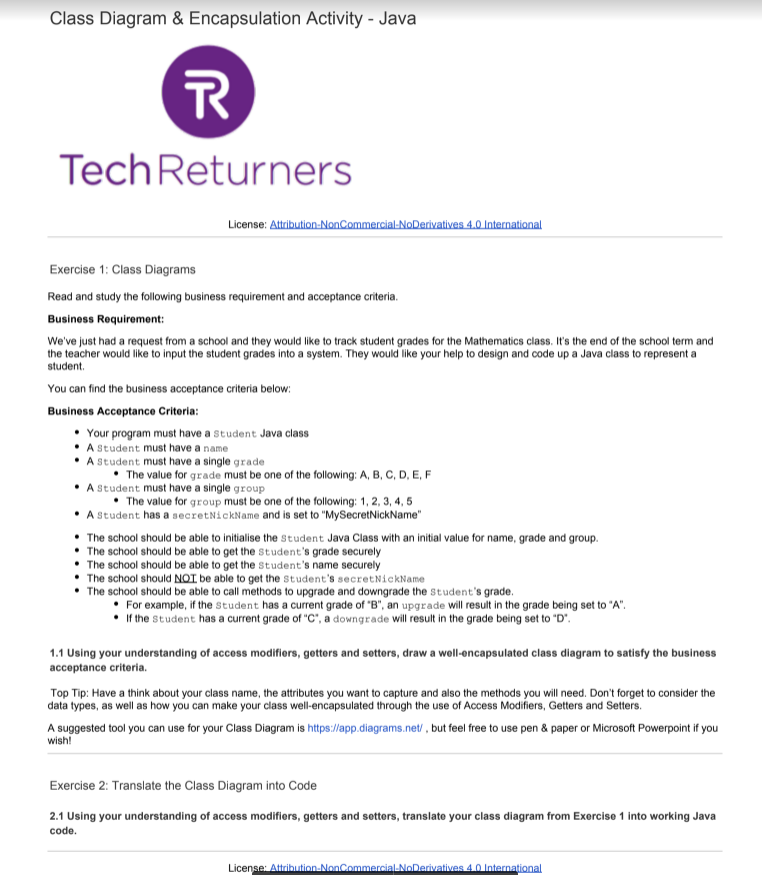 Class Diagram & Encapsulation Activity - Java
TR
TechReturners
License: Attribution-NonCommercial-NoDerivatives 4.0 International
Exercise 1: Class Diagrams
Read and study the following business requirement and acceptance criteria.
Business Requirement:
We've just had a request from a school and they would like to track student grades for the Mathematics class. It's the end of the school term and
the teacher would like to input the student grades into a system. They would like your help to design and code up a Java class to represent a
student.
You can find the business acceptance criteria below:
Business Acceptance Criteria:
• Your program must have a Student Java class
• A Student must have a name
• A Student must have a single grade
• The value for grade must be one of the following: A, B, C, D, E, F
• A Student must have a single group
• The value for group must be one of the following: 1, 2, 3, 4, 5
• A Student has a secretNickName and is set to "MySecretNickName"
• The school should be able to initialise the Student Java Class with an initial value for name, grade and group.
• The school should be able to get the Student's grade securely
• The school should be able to get the Student's name securely
• The school should NOT be able to get the Student's secretNickName
• The school should be able to call methods to upgrade and downgrade the Student's grade.
• For example, if the Student has a current grade of "B", an upgrade will result in the grade being set to "A".
• If the Student has a current grade of "C", a downgrade will result in the grade being set to "D".
1.1 Using your understanding of access modifiers, getters and setters, draw a well-encapsulated class diagram to satisfy the business
acceptance criteria.
Top Tip: Have a think about your class name, the attributes you want to capture and also the methods you will need. Don't forget to consider the
data types, as well as how you can make your class well-encapsulated through the use of Access Modifiers, Getters and Setters.
A suggested tool you can use for your Class Diagram is https://app.diagrams.net/ , but feel free to use pen & paper or Microsoft Powerpoint if you
wish!
Exercise 2: Translate the Class Diagram into Code
2.1 Using your understanding of access modifiers, getters and setters, translate your class diagram from Exercise 1 into working Java
code.
License: Attribution-NonCommercial-NoDerivatives 4.0 International